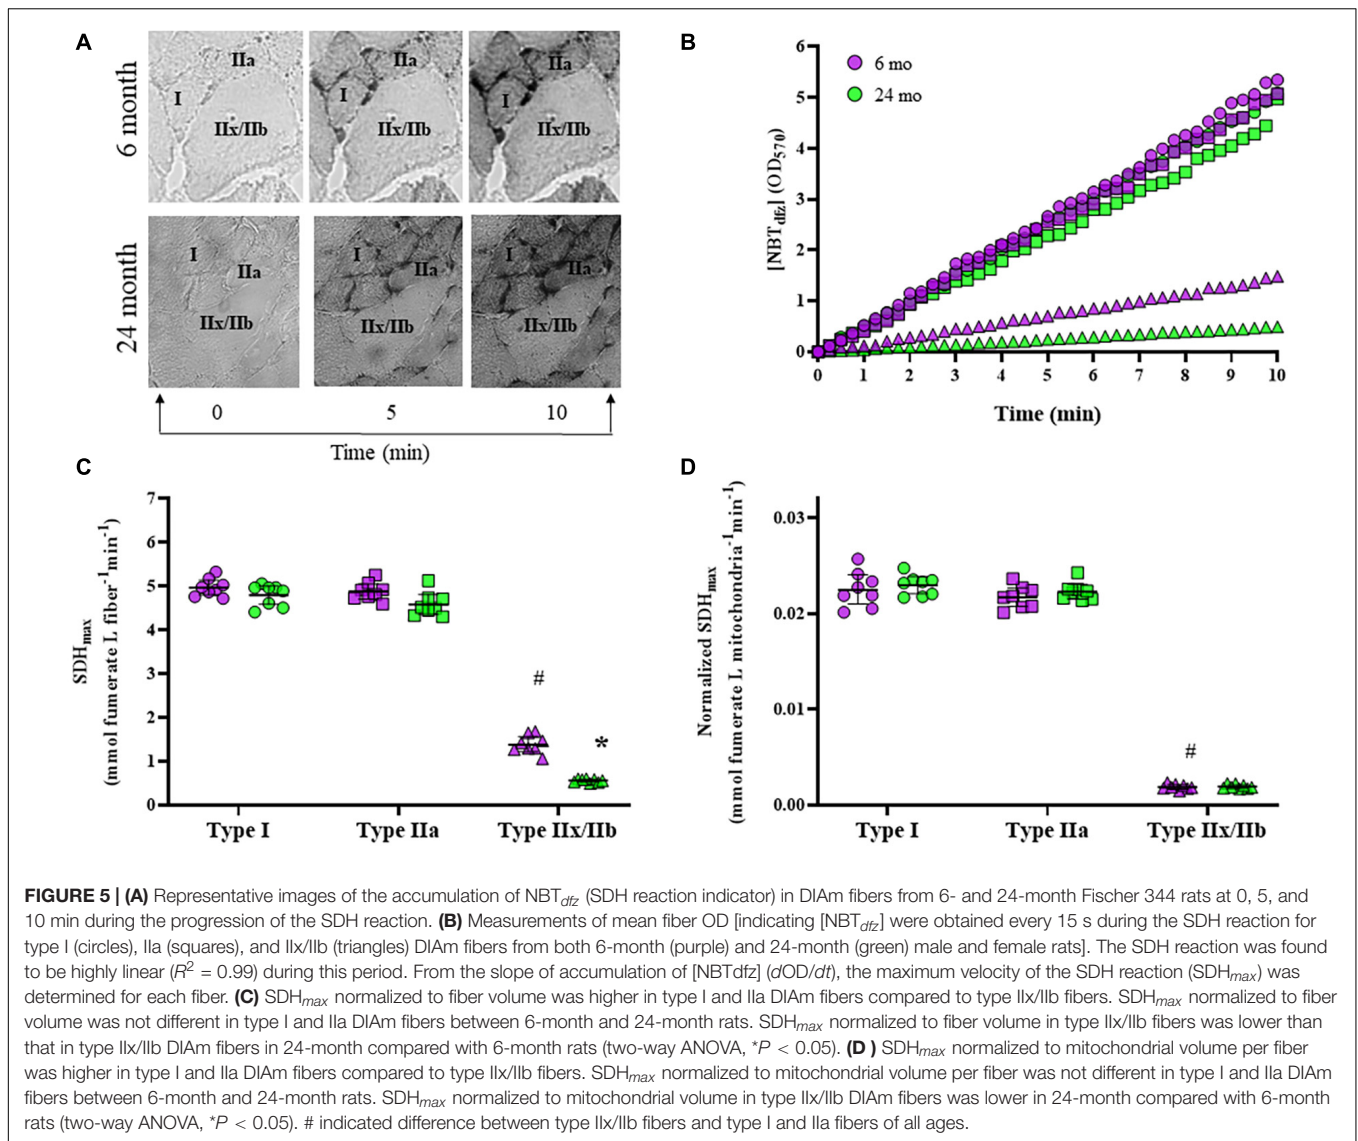 A
6 month
IIa
I
IIx/IIb
IIa
I
IIx/IIb
IIa
I
IIx/IIb
24 month
I
IIa
IIx/IIb
I
IIa
IIx/IIb
I
IIa
IIx/IIb
0 5 10
Time (min)
B
6 mo
24 mo
[NBTdfz] (OD570)
6
5
4
3
2
1
0
0 1 2 3 4 5 6 7 8 9 10
Time (min)
C
SDHmax
(mmol fumerate L fiber-1min-1)
7
6
5
4
3
2
1
0
#
*
Type I Type IIa Type IIx/IIb
D
Normalized SDHmax
(mmol fumerate L mitochondria-1min-1)
0.03
0.02
0.01
0.00
#
Type I Type IIa Type IIx/IIb
FIGURE 5 | (A) Representative images of the accumulation of NBTdfz (SDH reaction indicator) in DIAm fibers from 6- and 24-month Fischer 344 rats at 0, 5, and
10 min during the progression of the SDH reaction. (B) Measurements of mean fiber OD [indicating [NBTdfz] were obtained every 15 s during the SDH reaction for
type I (circles), IIa (squares), and IIx/IIb (triangles) DIAm fibers from both 6-month (purple) and 24-month (green) male and female rats]. The SDH reaction was found
to be highly linear (R2 = 0.99) during this period. From the slope of accumulation of [NBTdfz] (dOD/dt), the maximum velocity of the SDH reaction (SDHmax) was
determined for each fiber. (C) SDHmax normalized to fiber volume was higher in type I and IIa DIAm fibers compared to type IIx/IIb fibers. SDHmax normalized to fiber
volume was not different in type I and IIa DIAm fibers between 6-month and 24-month rats. SDHmax normalized to fiber volume in type IIx/IIb fibers was lower than
that in type IIx/IIb DIAm fibers in 24-month compared with 6-month rats (two-way ANOVA, *P < 0.05). (D ) SDHmax normalized to mitochondrial volume per fiber
was higher in type I and IIa DIAm fibers compared to type IIx/IIb fibers. SDHmax normalized to mitochondrial volume per fiber was not different in type I and IIa DIAm
fibers between 6-month and 24-month rats. SDHmax normalized to mitochondrial volume in type IIx/IIb DIAm fibers was lower in 24-month compared with 6-month
rats (two-way ANOVA, *P < 0.05). # indicated difference between type IIx/IIb fibers and type I and IIa fibers of all ages.